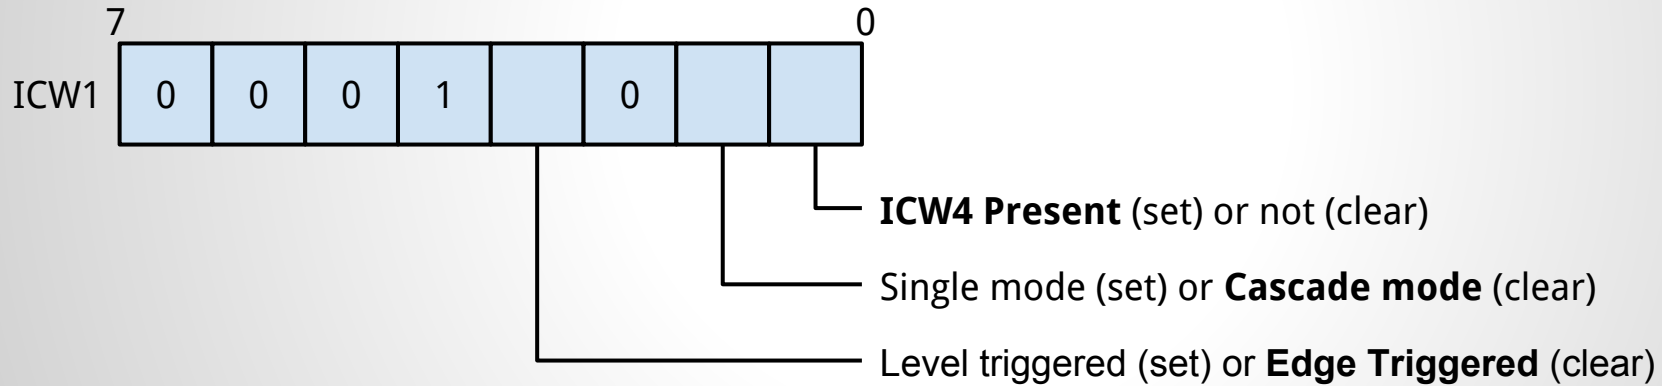 7 0
ICW1 0 0 0 1 0
ICW4 Present (set) or not (clear)
Single mode (set) or Cascade mode (clear)
Level triggered (set) or Edge Triggered (clear)